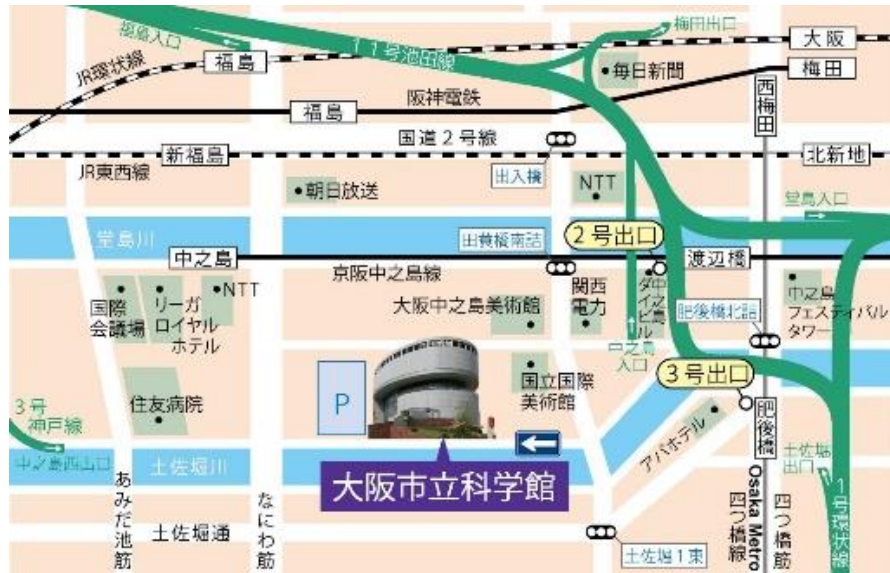 福島入口
11号池田線
梅田出口
大阪
JR環状線
福島
毎日新聞
梅田
阪神電鉄
福島
西梅田
国道2号線
新福島
北新地
JR東西線
出入橋
朝日放送
NTT
堂島入口
堂島川
田蓑橋南詰
2号出口
中之島
渡辺橋
京阪中之島線
国際
会議場
リーガ
ロイヤル
ホテル
NTT
大阪中之島美術館
関西
電力
中之島
ダイビル
肥後橋北詰
中之島
フェスティバル
タワー
中之島
入口
3号出口
P
国立国際
美術館
3号
神戸線
住友病院
アパホテル
肥後橋
中之島西出口
土佐堀川
土佐堀
出口
大阪市立科学館
あみだ池筋
土佐堀通
なにわ筋
土佐堀1東
Osaka Metro
四つ橋線
四つ橋筋
1号環状線